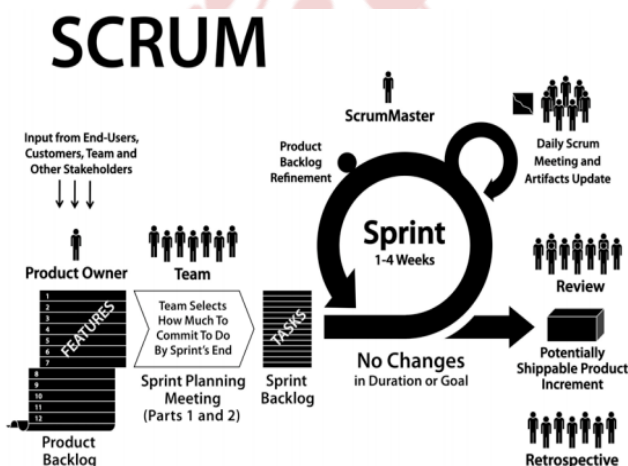 SCRUM
Input from End-Users,
Customers, Team and
Other Stakeholders
Product Owner
Team
1
2
3
4
5
6
7
8
9
10
11
12
FEATURES
Product
Backlog
Team Selects
How Much To
Commit To Do
By Sprint's End
Sprint Planning
Meeting
(Parts 1 and 2)
TASKS
Sprint
Backlog
ScrumMaster
Product
Backlog
Refinement
Sprint
1-4 Weeks
No Changes
in Duration or Goal
Daily Scrum
Meeting and
Artifacts Update
Review
Potentially
Shippable Product
Increment
Retrospective